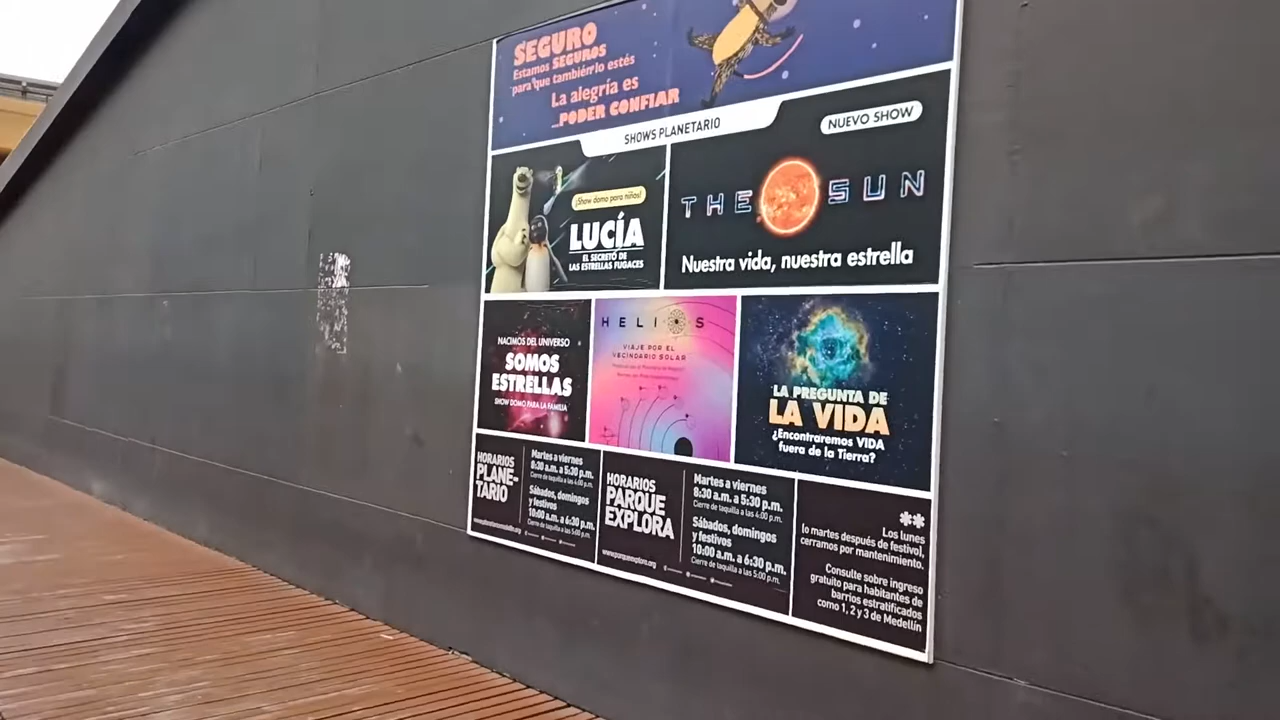 SEGURO
Estamos SEGUROS
para que también lo estés
La alegría es
...PODER CONFIAR
SHOWS PLANETARIO
NUEVO SHOW
¡Show domo para niños!
LUCÍA
EL SECRETO DE
LAS ESTRELLAS FUGACES
THE SUN
Nuestra vida, nuestra estrella
NACIMOS DEL UNIVERSO
SOMOS
ESTRELLAS
SHOW DOMO PARA LA FAMILIA
HELIOS
VIAJE POR EL
VECINDARIO SOLAR
LA PREGUNTA DE
LA VIDA
¿Encontraremos VIDA
fuera de la Tierra?
HORARIOS
PLANE-
TARIO
Martes a viernes
8:30 a.m. a 5:30 p.m.
Cierre de taquilla a las 4:00 p.m.
Sábados, domingos
y festivos
10:00 a.m. a 6:30 p.m.
Cierre de taquilla a las 5:00 p.m.
HORARIOS
PARQUE
EXPLORA
www.parqueexplora.org
Martes a viernes
8:30 a.m. a 5:30 p.m.
Cierre de taquilla a las 4:00 p.m.
Sábados, domingos
y festivos
10:00 a.m. a 6:30 p.m.
Cierre de taquilla a las 5:00 p.m.
**
Los lunes
(o martes después de festivo),
cerramos por mantenimiento.
Consulte sobre ingreso
gratuito para habitantes de
barrios estratificados
como 1, 2 y 3 de Medellín